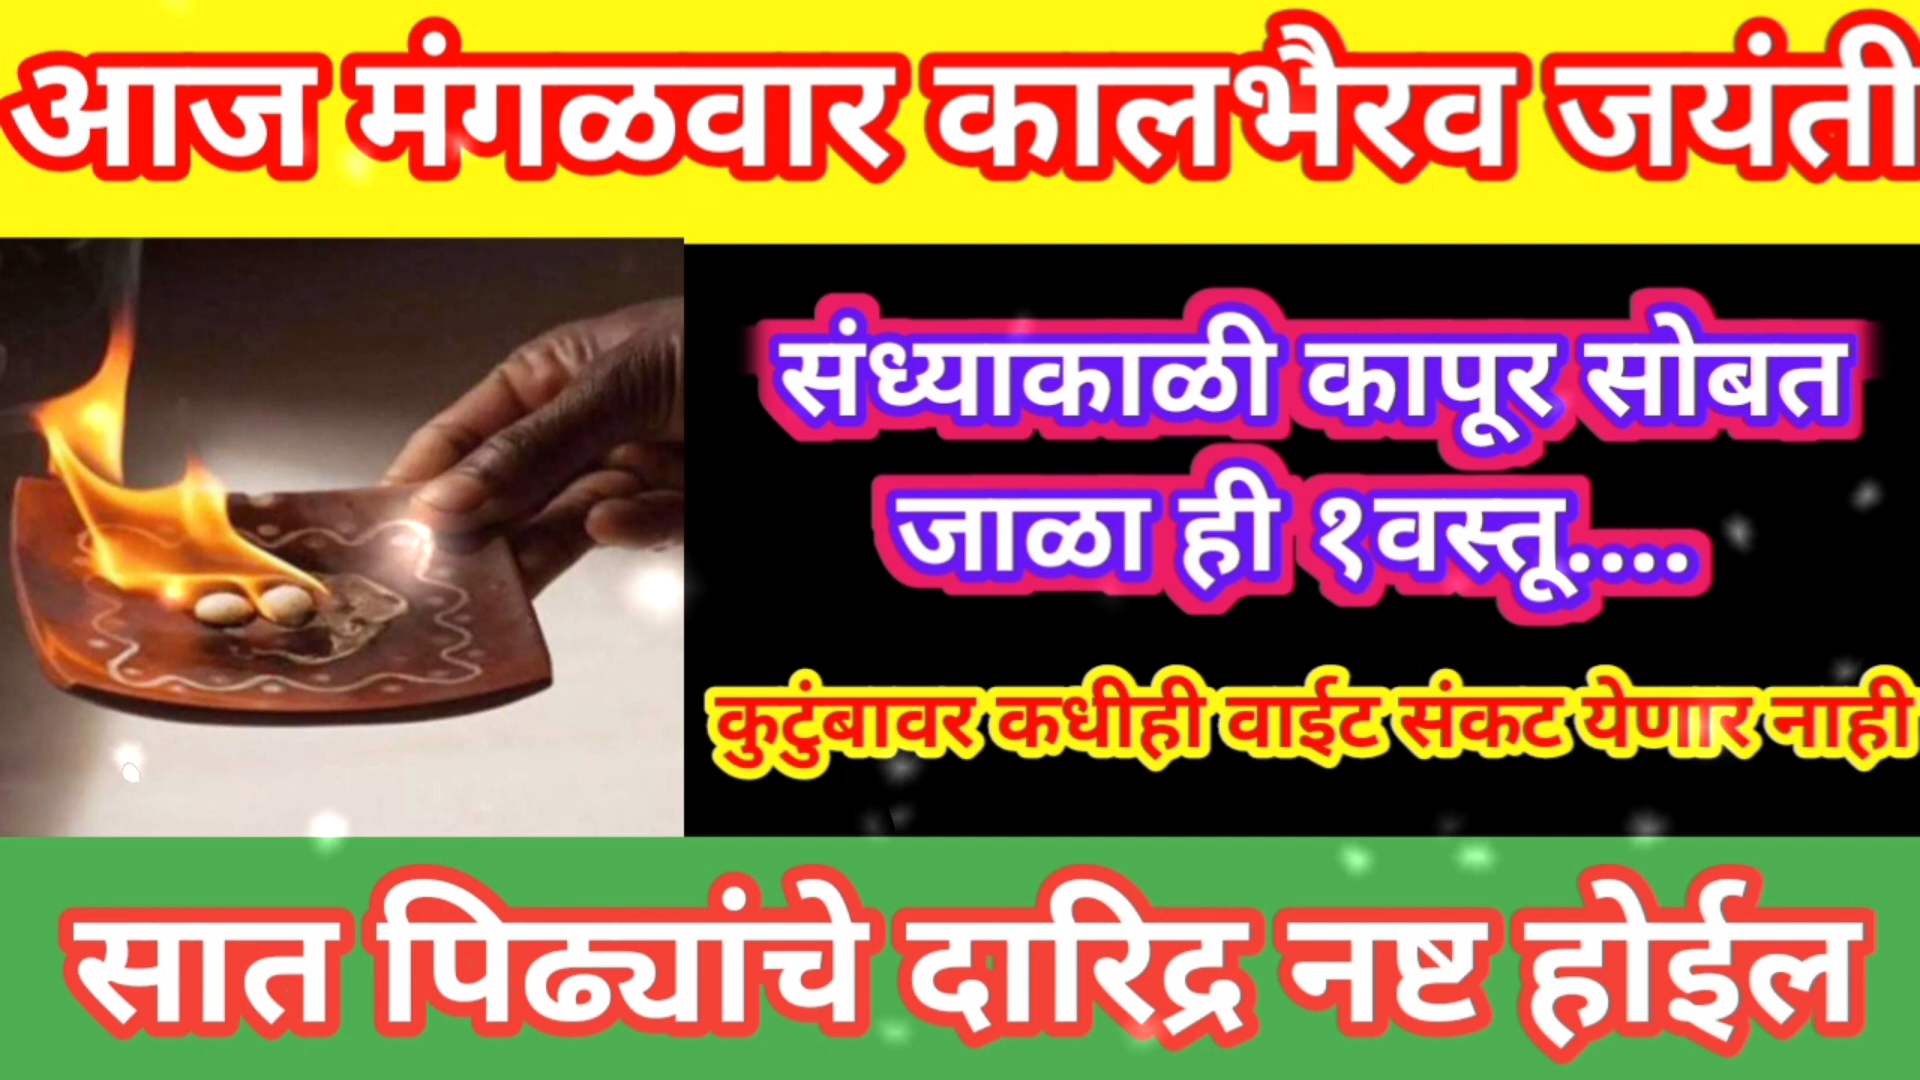 आज मंगळवार कालभैरव जयंती
संध्याकाळी कापूर सोबत
जाळा ही १वस्तू....
कुटुंबावर कधीही वाईट संकट येणार नाही
सात पिढ्यांचे दारिद्र नष्ट होईल